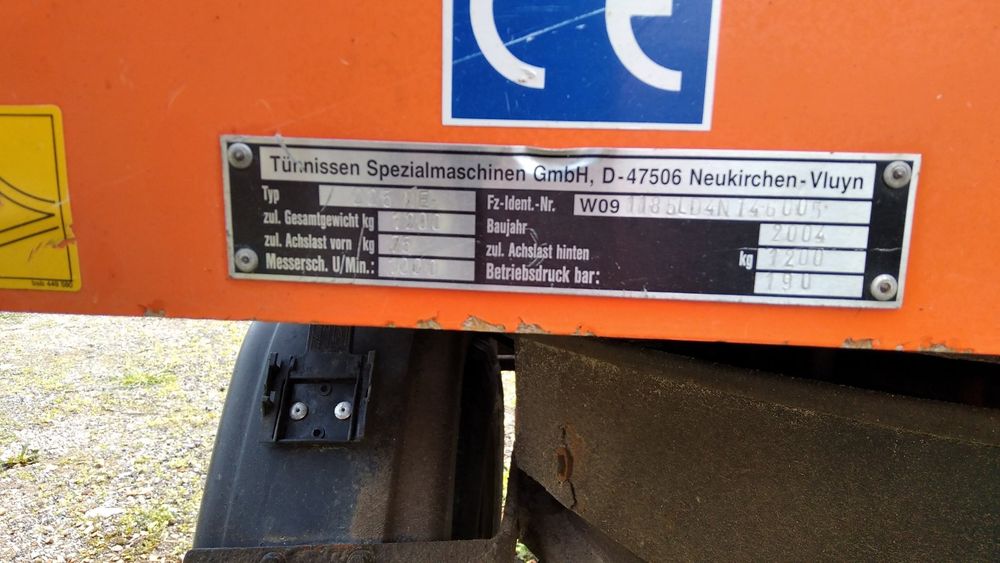 CE
Tünnissen Spezialmaschinen GmbH, D-47506 Neukirchen-Vluyn
Typ
Fz-Ident.-Nr. W09
zul. Gesamtgewicht kg 1200
Baujahr 2004
zul. Achslast vorn kg 75
zul. Achslast hinten kg 1200
Messersch. U/Min.:
Betriebsdruck bar: 190